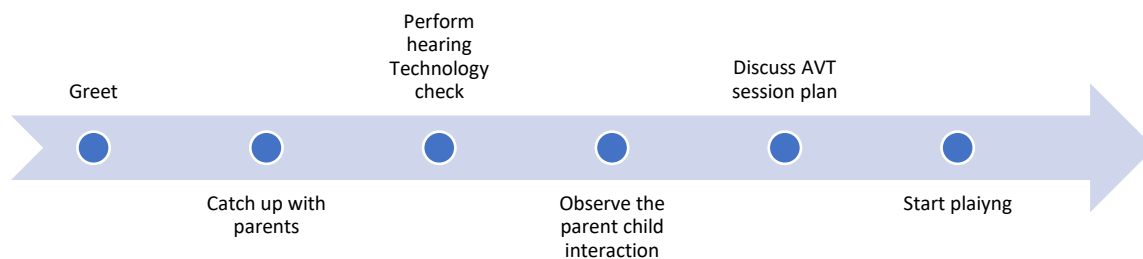 Greet
Catch up with
parents
Perform
hearing
Technology
check
Observe the
parent child
interaction
Discuss AVT
session plan
Start plaiyng